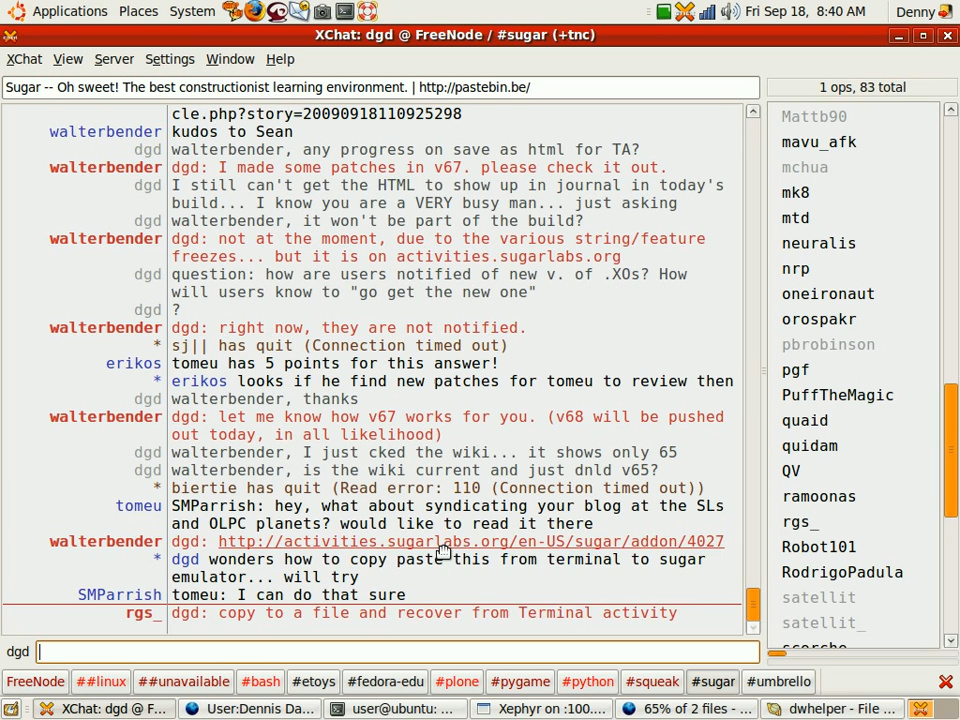 Applications Places System Fri Sep 18, 8:40 AM Denny
XChat: dgd @ FreeNode / #sugar (+tnc)
XChat View Server Settings Window Help
Sugar -- Oh sweet! The best constructionist learning environment. | http://pastebin.be/
1 ops, 83 total
cle.php?story=20090918110925298
walterbender kudos to Sean
dgd walterbender, any progress on save as html for TA?
walterbender dgd: I made some patches in v67. please check it out.
dgd I still can't get the HTML to show up in journal in today's
build... I know you are a VERY busy man... just asking
dgd walterbender, it won't be part of the build?
walterbender dgd: not at the moment, due to the various string/feature
freezes... but it is on activities.sugarlabs.org
dgd question: how are users notified of new v. of .XOs? How
will users know to "go get the new one"
dgd ?
walterbender dgd: right now, they are not notified.
* sj|| has quit (Connection timed out)
erikos tomeu has 5 points for this answer!
* erikos looks if he find new patches for tomeu to review then
dgd walterbender, thanks
walterbender dgd: let me know how v67 works for you. (v68 will be pushed
out today, in all likelihood)
dgd walterbender, I just cked the wiki... it shows only 65
dgd walterbender, is the wiki current and just dnld v65?
* biertie has quit (Read error: 110 (Connection timed out))
tomeu SMParrish: hey, what about syndicating your blog at the SLs
and OLPC planets? would like to read it there
walterbender dgd: http://activities.sugarlabs.org/en-US/sugar/addon/4027
* dgd wonders how to copy paste this from terminal to sugar
emulator... will try
SMParrish tomeu: I can do that sure
rgs_ dgd: copy to a file and recover from Terminal activity
Mattb90
mavu_afk
mchua
mk8
mtd
neuralis
nrp
oneironaut
orospakr
pbrobinson
pgf
PuffTheMagic
quaid
quidam
QV
ramoonas
rgs_
Robot101
RodrigoPadula
satellit
satellit_
dgd
FreeNode ##linux ##unavailable #bash #etoys #fedora-edu #plone #pygame #python #squeak #sugar #umbrello
XChat: dgd @ F... User:Dennis Da... user@ubuntu: ... Xephyr on :100.... 65% of 2 files - ... dwhelper - File ...